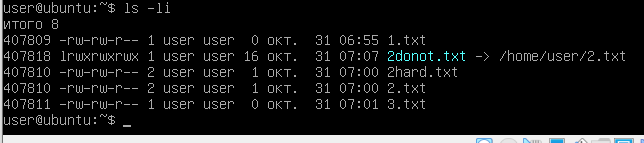 user@ubuntu:~$ ls -li
итого 8
407809 -rw-rw-r-- 1 user user  0 окт.  31 06:55 1.txt
407818 lrwxrwxrwx 1 user user 16 окт.  31 07:07 2donot.txt -> /home/user/2.txt
407810 -rw-rw-r-- 2 user user  1 окт.  31 07:00 2hard.txt
407810 -rw-rw-r-- 2 user user  1 окт.  31 07:00 2.txt
407811 -rw-rw-r-- 1 user user  0 окт.  31 07:01 3.txt
user@ubuntu:~$ _